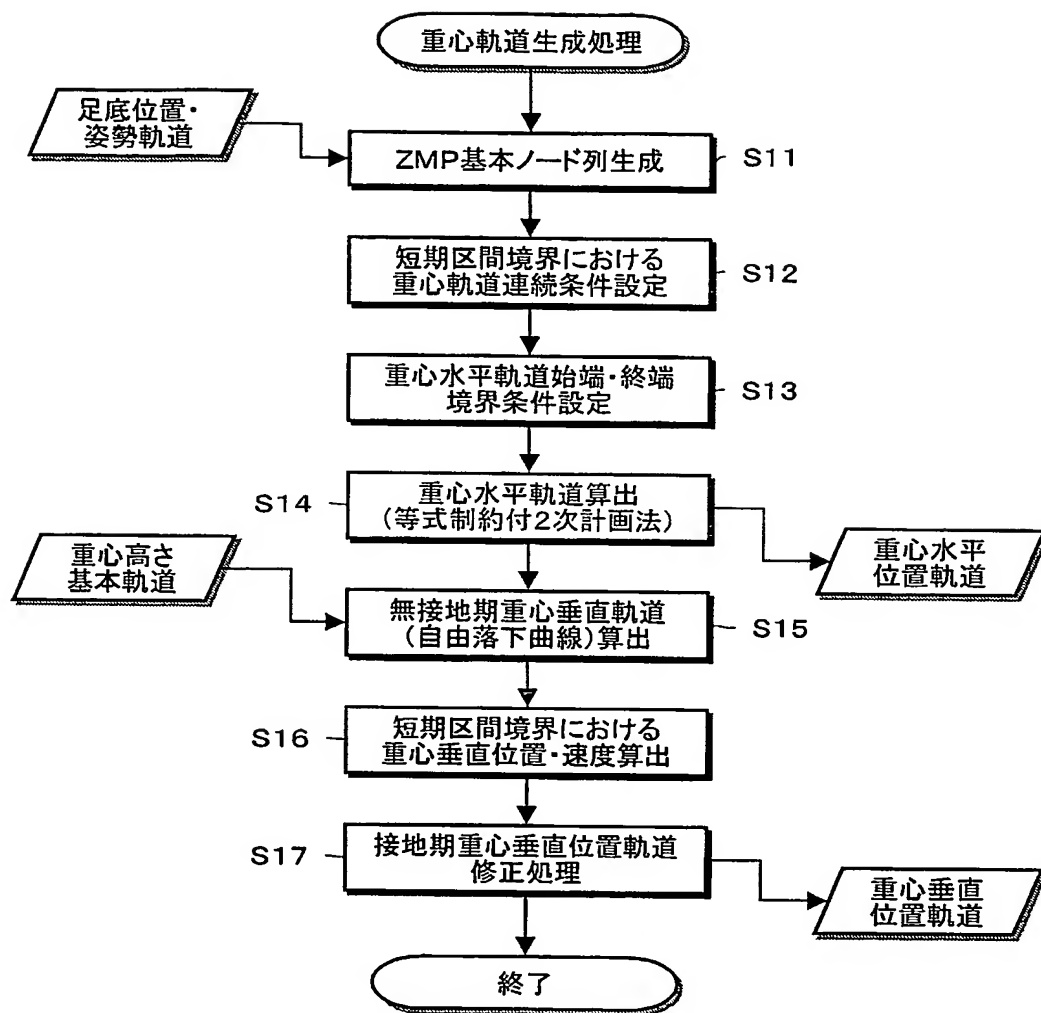 重心軌道生成処理
足底位置・
姿勢軌道
ZMP基本ノード列生成
S11
短期区間境界における
重心軌道連続条件設定
S12
重心水平軌道始端・終端
境界条件設定
S13
S14
重心水平軌道算出
(等式制約付2次計画法)
重心水平
位置軌道
重心高さ
基本軌道
無接地期重心垂直軌道
(自由落下曲線)算出
S15
S16
短期区間境界における
重心垂直位置・速度算出
S17
接地期重心垂直位置軌道
修正処理
重心垂直
位置軌道
終了